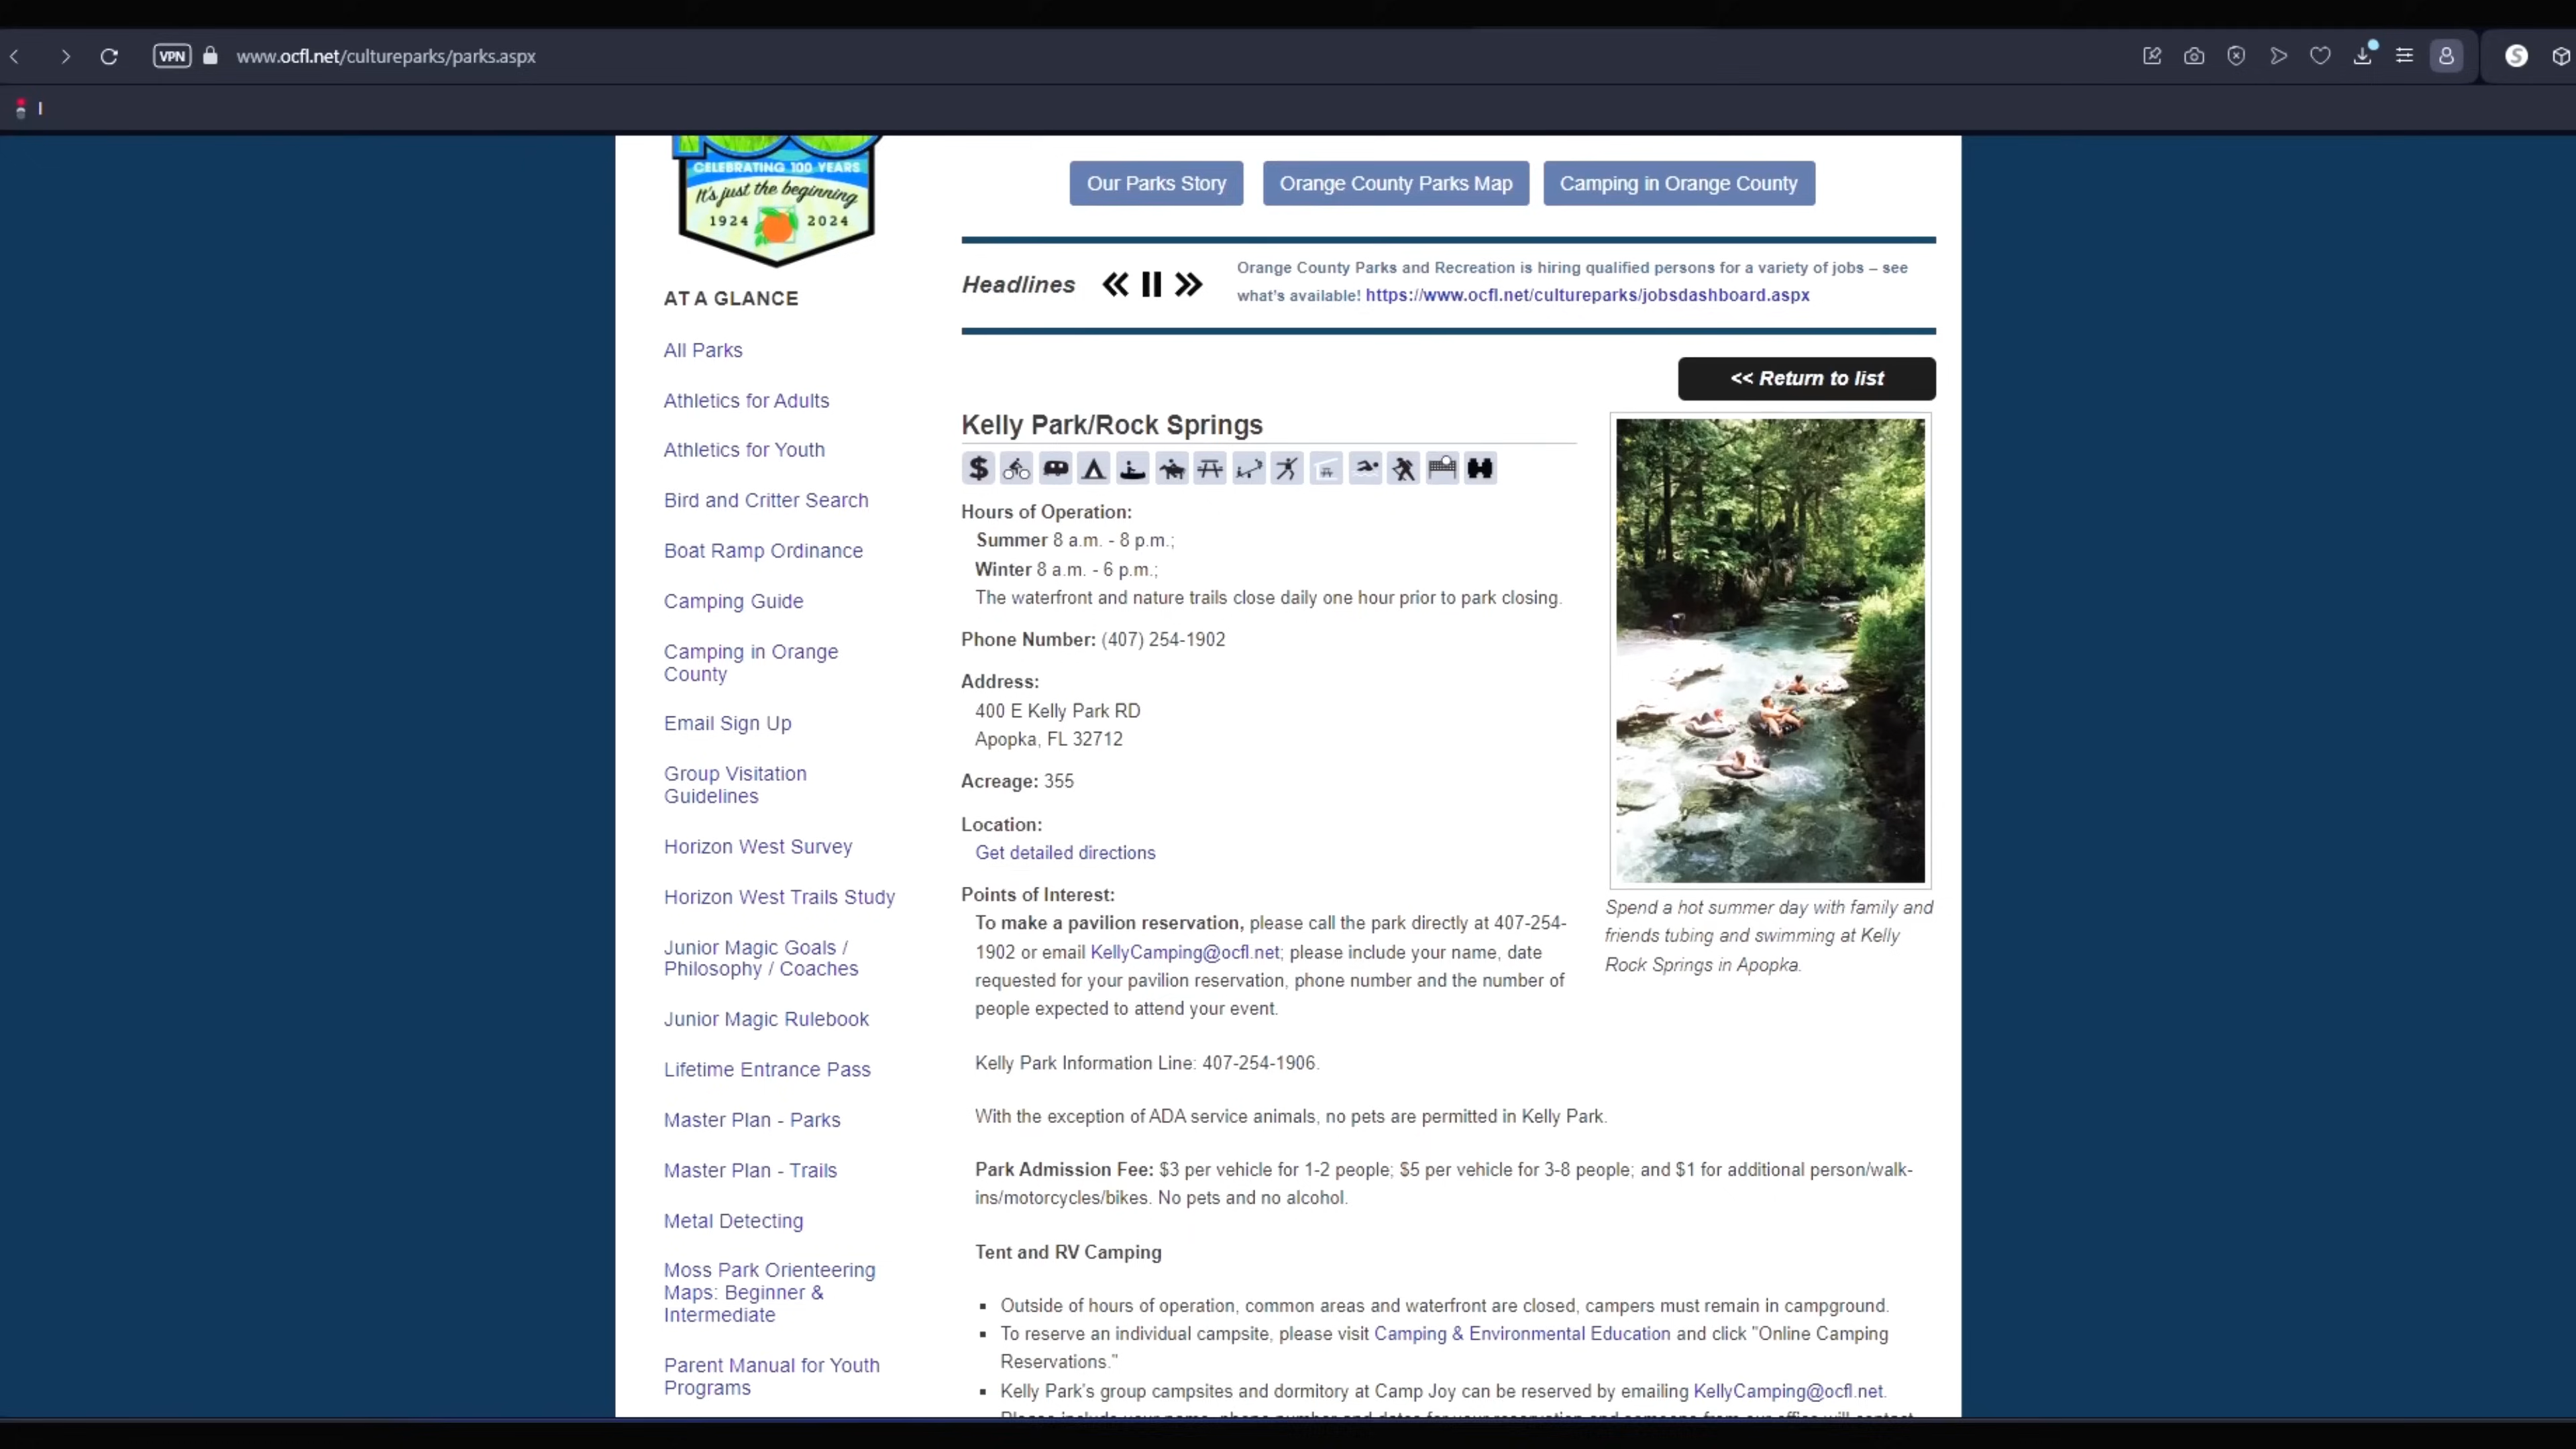 VPN
www.ocfl.net/cultureparks/parks.aspx
CELEBRATING 100 YEARS
It's just the beginning
1924 2024
Our Parks Story
Orange County Parks Map
Camping in Orange County
Headlines
Orange County Parks and Recreation is hiring qualified persons for a variety of jobs – see
what's available! https://www.ocfl.net/cultureparks/jobsdashboard.aspx
AT A GLANCE
All Parks
Athletics for Adults
Athletics for Youth
Bird and Critter Search
Boat Ramp Ordinance
Camping Guide
Camping in Orange
County
Email Sign Up
Group Visitation
Guidelines
Horizon West Survey
Horizon West Trails Study
Junior Magic Goals /
Philosophy / Coaches
Junior Magic Rulebook
Lifetime Entrance Pass
Master Plan - Parks
Master Plan - Trails
Metal Detecting
Moss Park Orienteering
Maps: Beginner &
Intermediate
Parent Manual for Youth
Programs
<< Return to list
Kelly Park/Rock Springs
Hours of Operation:
Summer 8 a.m. - 8 p.m.;
Winter 8 a.m. - 6 p.m.;
The waterfront and nature trails close daily one hour prior to park closing.
Phone Number: (407) 254-1902
Address:
400 E Kelly Park RD
Apopka, FL 32712
Acreage: 355
Location:
Get detailed directions
Points of Interest:
To make a pavilion reservation, please call the park directly at 407-254-
1902 or email KellyCamping@ocfl.net; please include your name, date
requested for your pavilion reservation, phone number and the number of
people expected to attend your event.
Spend a hot summer day with family and
friends tubing and swimming at Kelly
Rock Springs in Apopka.
Kelly Park Information Line: 407-254-1906.
With the exception of ADA service animals, no pets are permitted in Kelly Park.
Park Admission Fee: $3 per vehicle for 1-2 people; $5 per vehicle for 3-8 people; and $1 for additional person/walk-
ins/motorcycles/bikes. No pets and no alcohol.
Tent and RV Camping
Outside of hours of operation, common areas and waterfront are closed, campers must remain in campground.
To reserve an individual campsite, please visit Camping & Environmental Education and click "Online Camping
Reservations."
Kelly Park's group campsites and dormitory at Camp Joy can be reserved by emailing KellyCamping@ocfl.net.